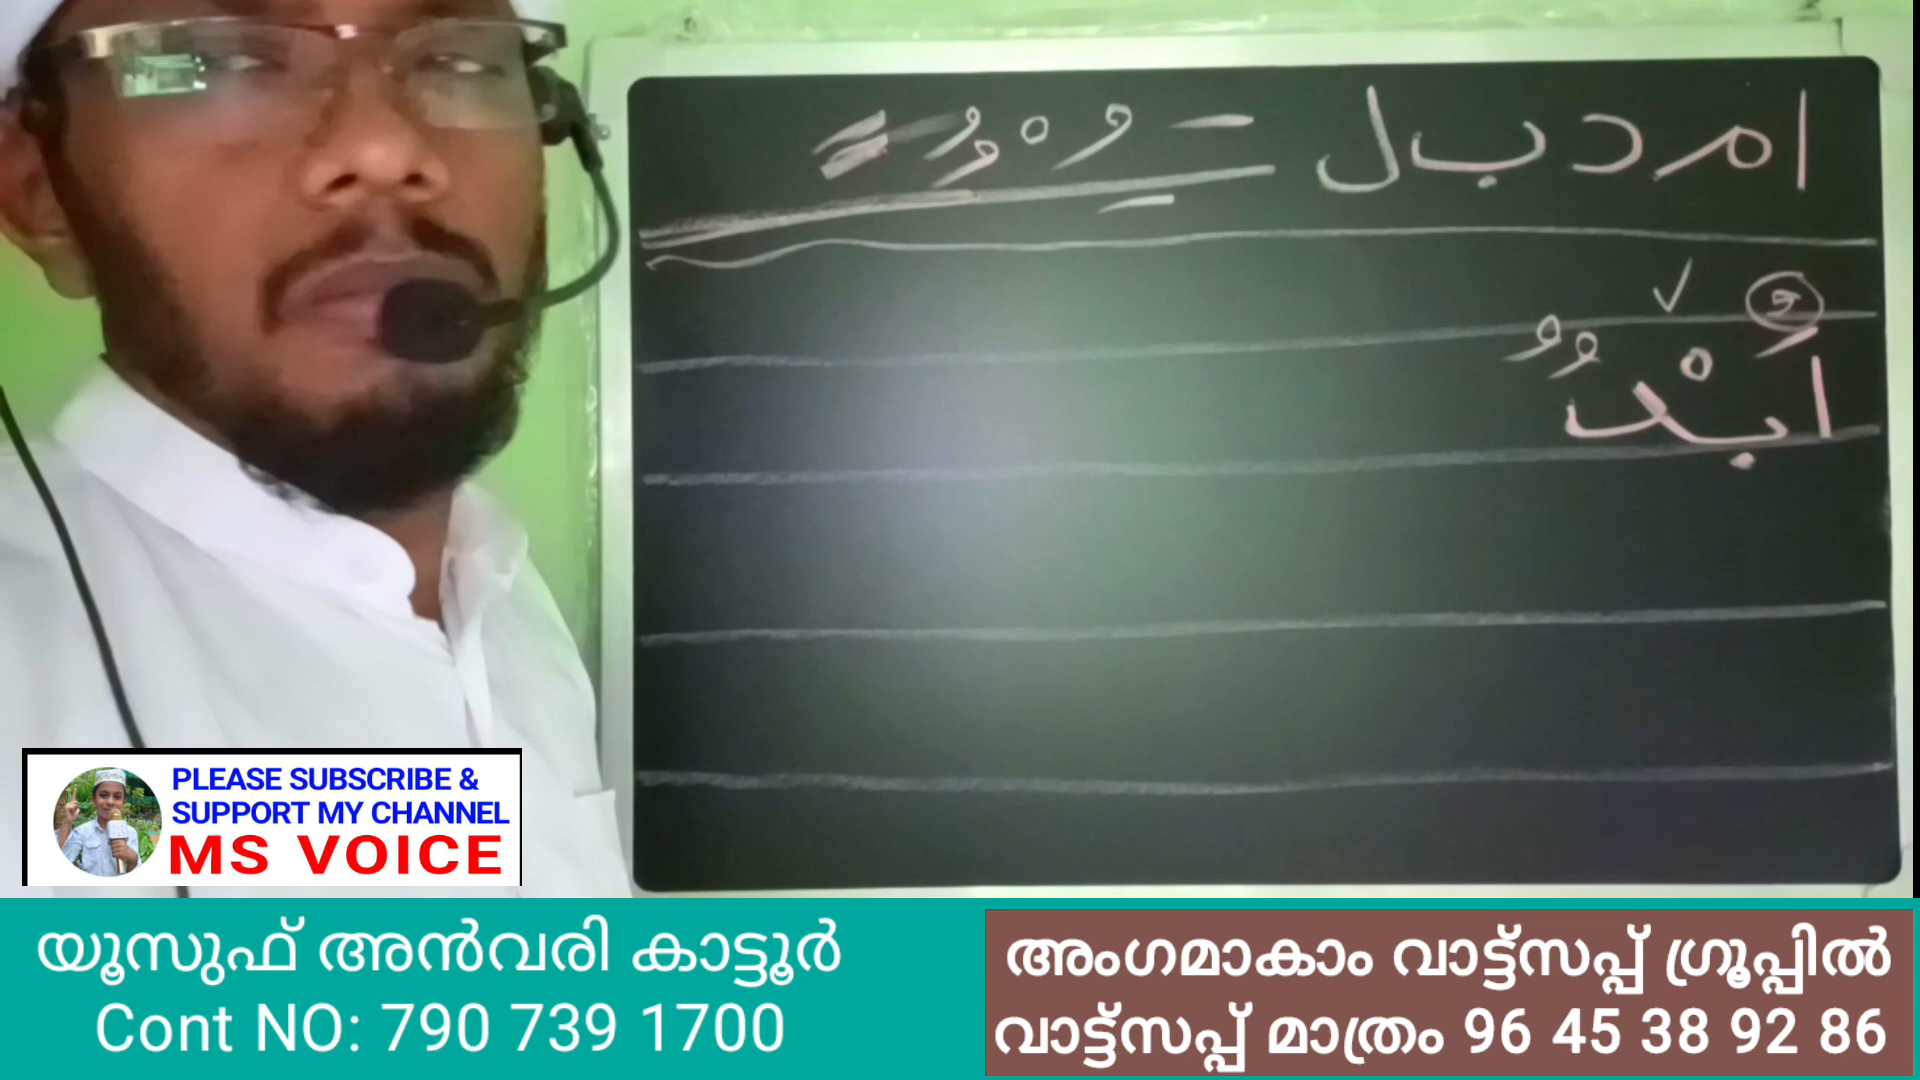 ا م ر د ب ل
اُبْدٌ
PLEASE SUBSCRIBE &
SUPPORT MY CHANNEL
MS VOICE
യൂസുഫ് അൻവരി കാട്ടൂർ
Cont NO: 790 739 1700
അംഗമാകാം വാട്ട്സപ്പ് ഗ്രൂപ്പിൽ
വാട്ട്സപ്പ് മാത്രം 96 45 38 92 86